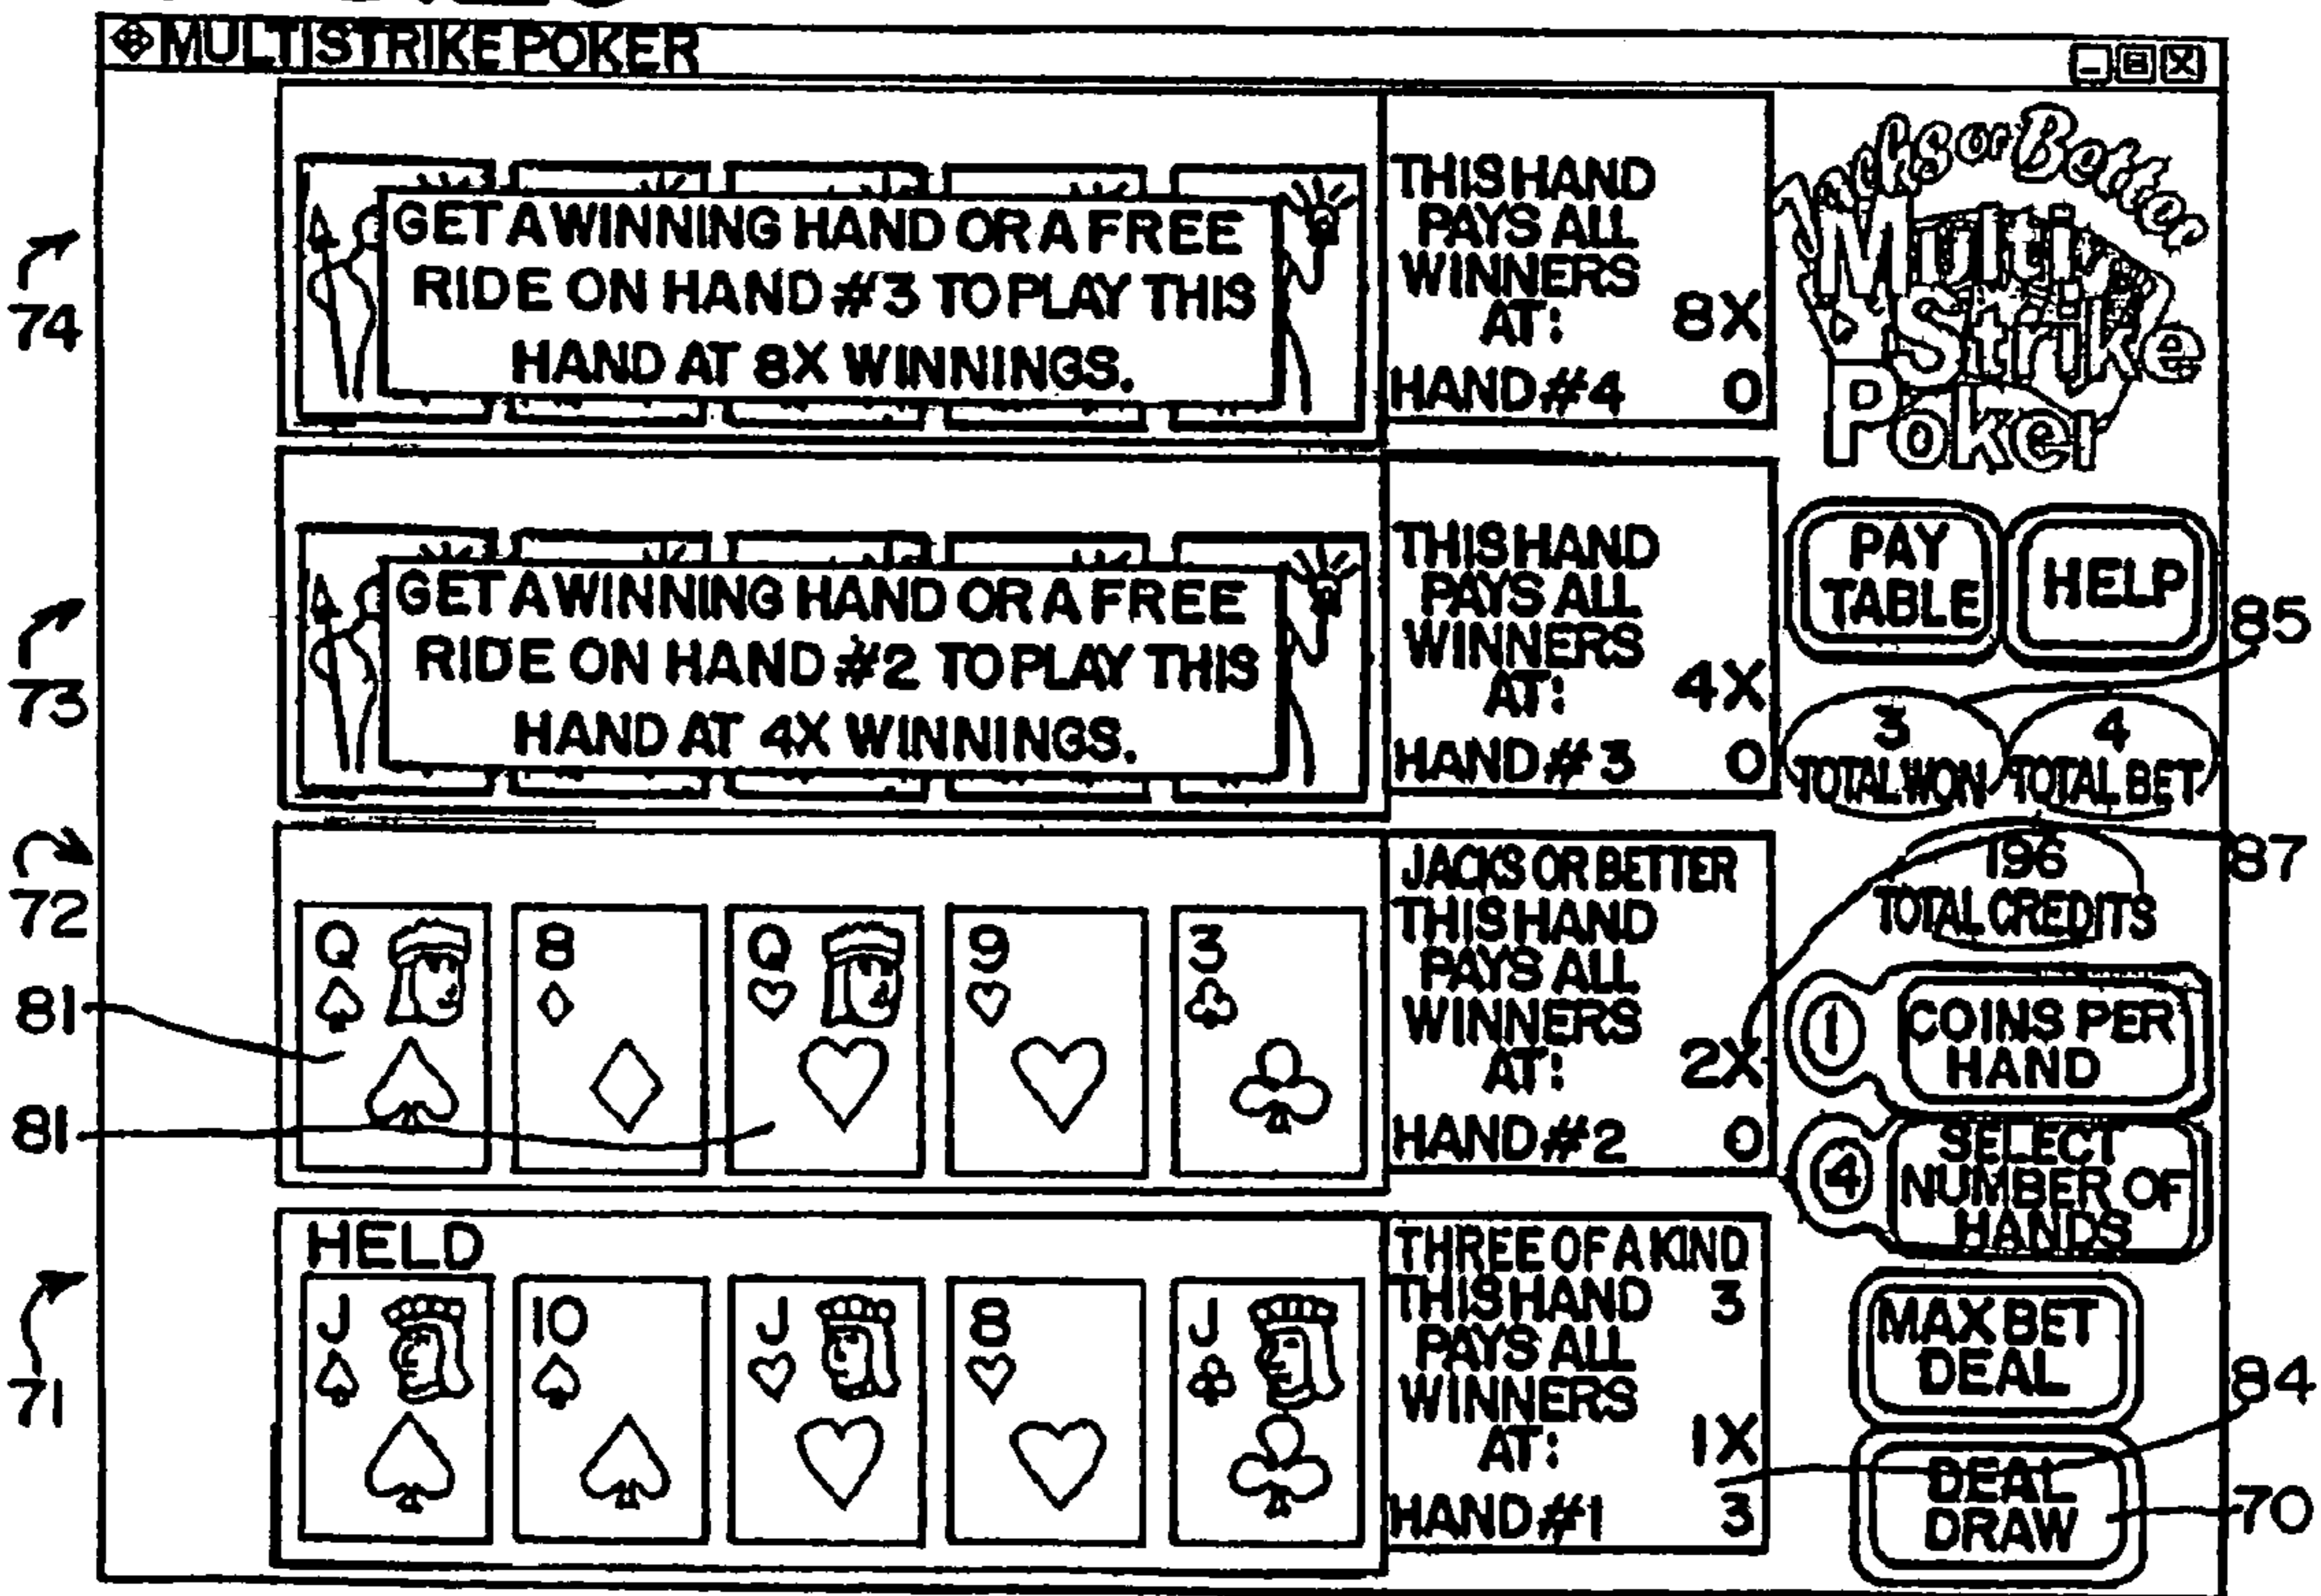 MULTISTRIKE POKER
GET A WINNING HAND OR A FREE
RIDE ON HAND #3 TO PLAY THIS
HAND AT 8X WINNINGS.
THIS HAND
PAYS ALL
WINNERS
AT: 8X
HAND #4 0
Jacks or Better
Multi
Strike
Poker
74
GET A WINNING HAND OR A FREE
RIDE ON HAND #2 TO PLAY THIS
HAND AT 4X WINNINGS.
THIS HAND
PAYS ALL
WINNERS
AT: 4X
HAND #3 0
PAY
TABLE
HELP
85
73
3
TOTAL WON
4
TOTAL BET
72
Q 8 Q 9 3
81
81
JACKS OR BETTER
THIS HAND
PAYS ALL
WINNERS
AT: 2X
HAND #2 0
87
196
TOTAL CREDITS
1
COINS PER
HAND
4
SELECT
NUMBER OF
HANDS
HELD
J 10 J 8 J
71
THREE OF A KIND
THIS HAND 3
PAYS ALL
WINNERS
AT: 1X
HAND #1 3
MAX BET
DEAL
84
DEAL
DRAW
70